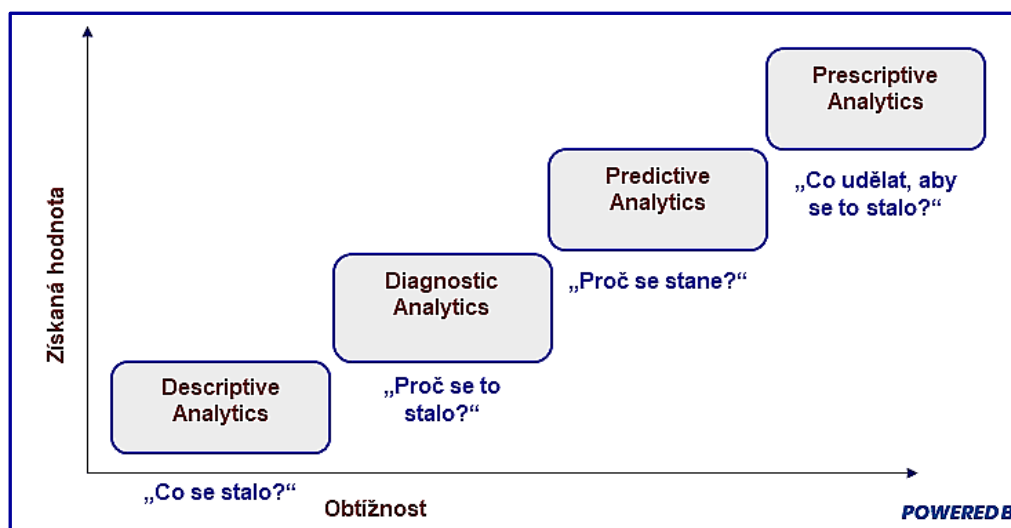 Prescriptive
Analytics
„Co udělat, aby
se to stalo?“
Predictive
Analytics
„Proč se stane?“
Diagnostic
Analytics
„Proč se to
stalo?“
Descriptive
Analytics
„Co se stalo?“
Získaná hodnota
Obtížnost
POWERED B